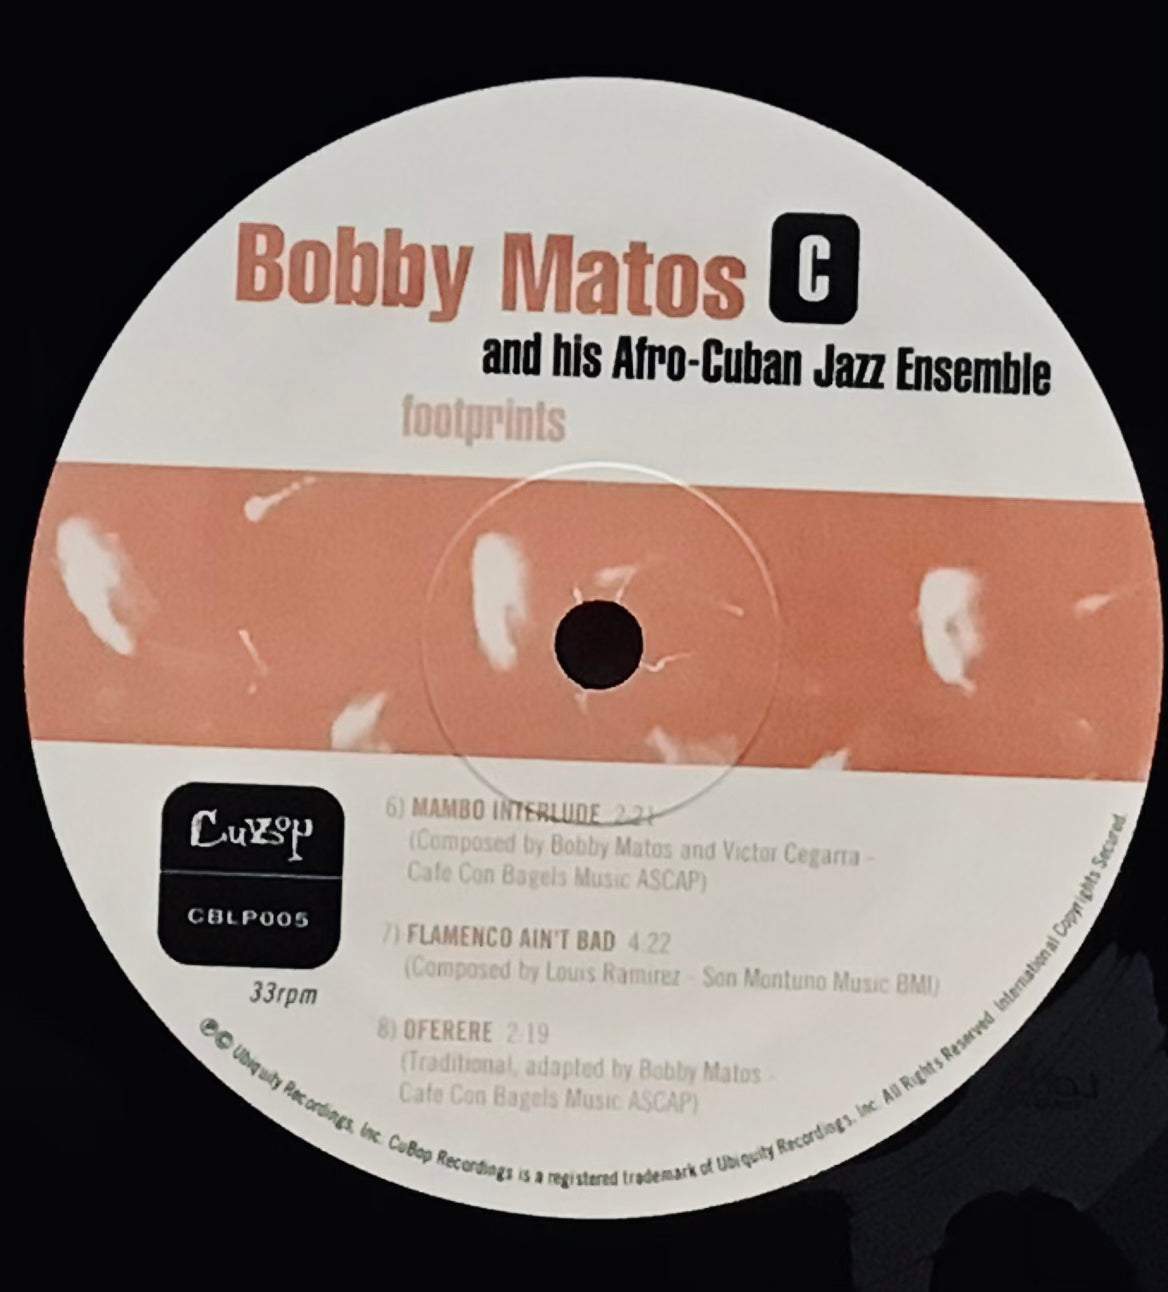 Bobby Matos C
and his Afro-Cuban Jazz Ensemble
footprints
CuBop
CBLP005
33rpm
6) MAMBO INTERLUDE 2:21
(Composed by Bobby Matos and Victor Cegarra -
Cafe Con Bagels Music ASCAP)
7) FLAMENCO AIN'T BAD 4:22
(Composed by Louis Ramirez - Son Montuno Music BMI)
8) OFERERE 2:19
(Traditional, adapted by Bobby Matos -
Cafe Con Bagels Music ASCAP)
℗© Ubiquity Recordings, Inc. CuBop Recordings is a registered trademark of Ubiquity Recordings, Inc. All Rights Reserved. International Copyrights Secured.